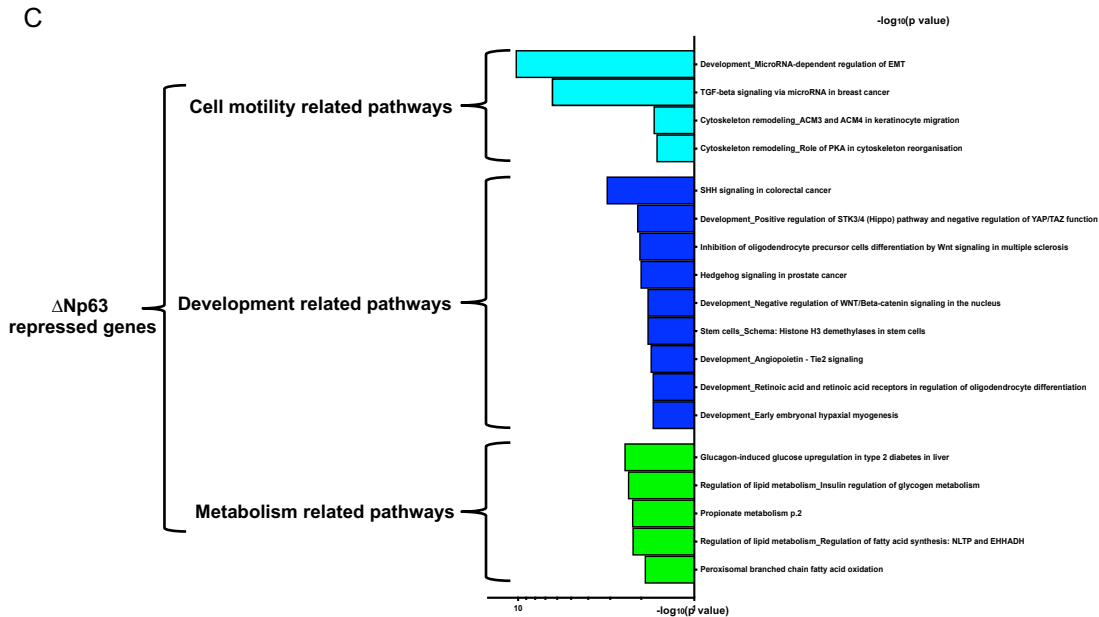 C
-log₁₀(p value)
Cell motility related pathways
Development_MicroRNA-dependent regulation of EMT
TGF-beta signaling via microRNA in breast cancer
Cytoskeleton remodeling_ACM3 and ACM4 in keratinocyte migration
Cytoskeleton remodeling_Role of PKA in cytoskeleton reorganisation
ΔNp63
repressed genes
Development related pathways
SHH signaling in colorectal cancer
Development_Positive regulation of STK3/4 (Hippo) pathway and negative regulation of YAP/TAZ function
Inhibition of oligodendrocyte precursor cells differentiation by Wnt signaling in multiple sclerosis
Hedgehog signaling in prostate cancer
Development_Negative regulation of WNT/Beta-catenin signaling in the nucleus
Stem cells_Schema: Histone H3 demethylases in stem cells
Development_Angiopoietin - Tie2 signaling
Development_Retinoic acid and retinoic acid receptors in regulation of oligodendrocyte differentiation
Development_Early embryonal hypaxial myogenesis
Metabolism related pathways
Glucagon-induced glucose upregulation in type 2 diabetes in liver
Regulation of lipid metabolism_Insulin regulation of glycogen metabolism
Propionate metabolism p.2
Regulation of lipid metabolism_Regulation of fatty acid synthesis: NLTP and EHHADH
Peroxisomal branched chain fatty acid oxidation
10
-log₁₀(p value)